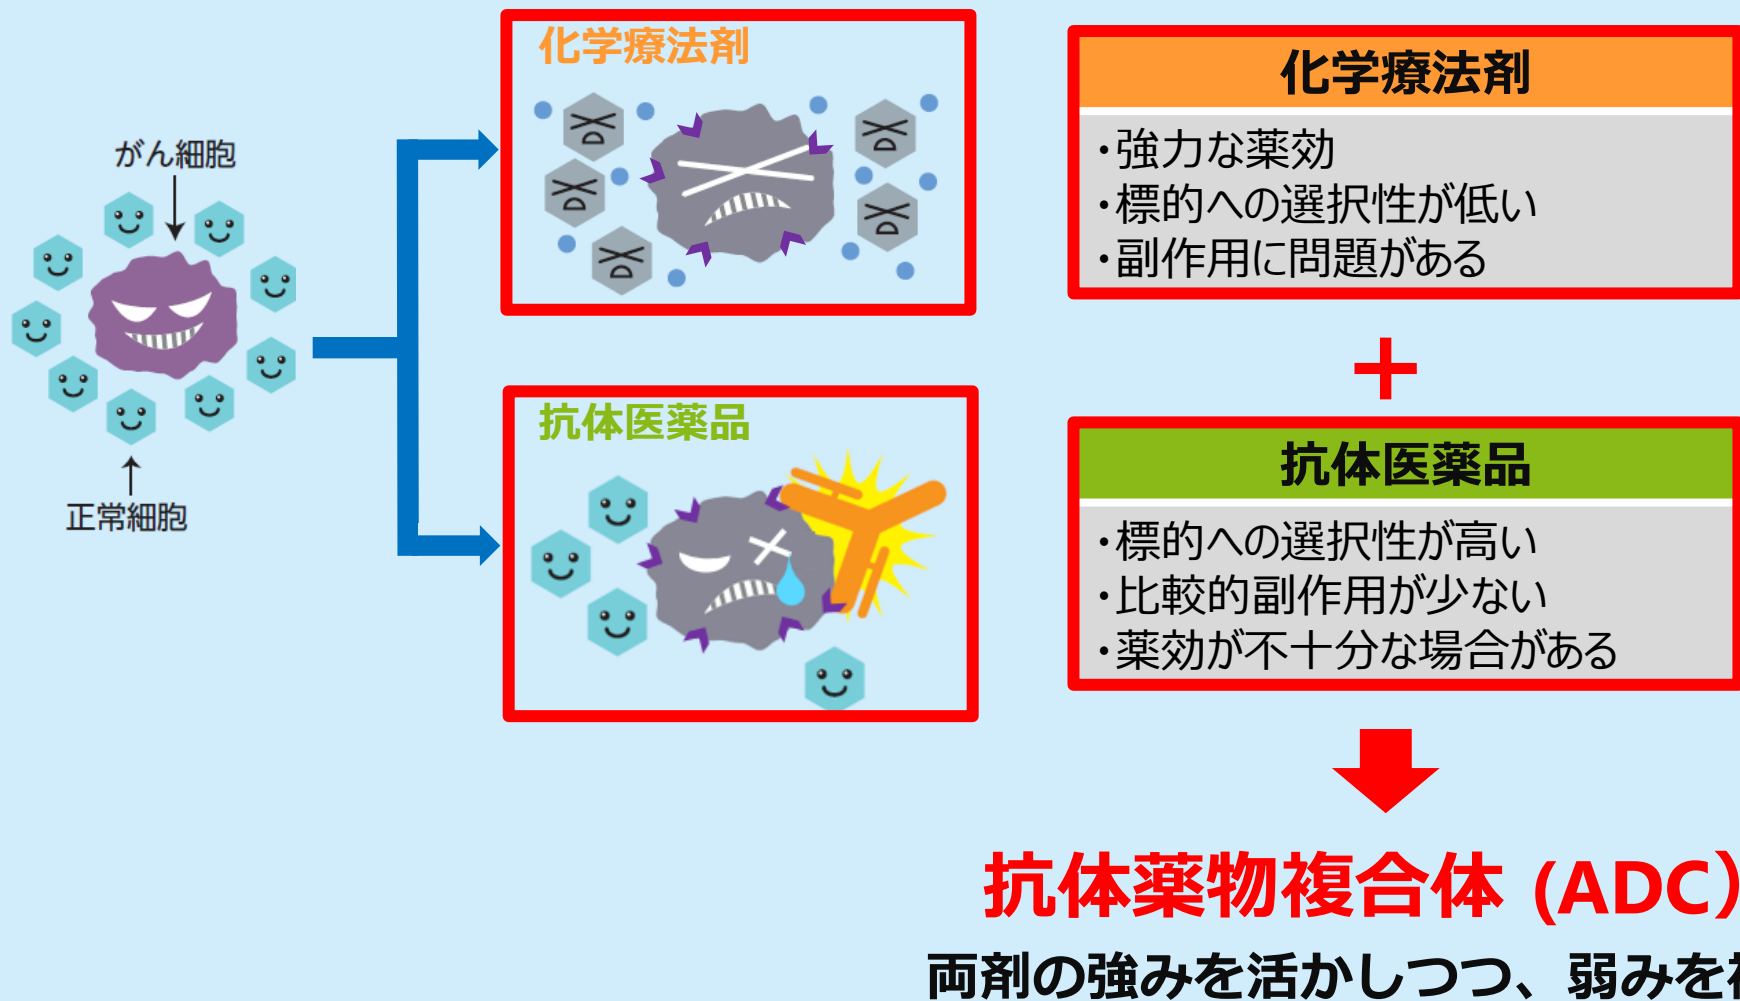 がん細胞
正常細胞
化学療法剤
抗体医薬品
化学療法剤
・強力な薬効
・標的への選択性が低い
・副作用に問題がある
+
抗体医薬品
・標的への選択性が高い
・比較的副作用が少ない
・薬効が不十分な場合がある
抗体薬物複合体 (ADC）
両剤の強みを活かしつつ、弱みを